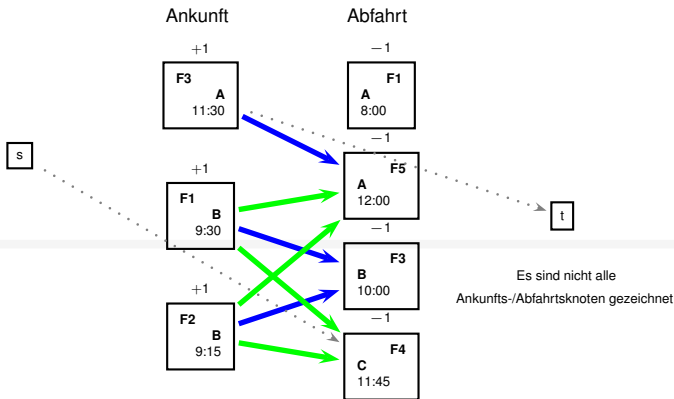 Ankunft
Abfahrt
+1
F3
A
11:30
−1
F1
A
8:00
s
+1
F1
B
9:30
−1
F5
A
12:00
t
+1
F2
B
9:15
−1
F3
B
10:00
−1
F4
C
11:45
Es sind nicht alle
Ankunfts-/Abfahrtsknoten gezeichnet